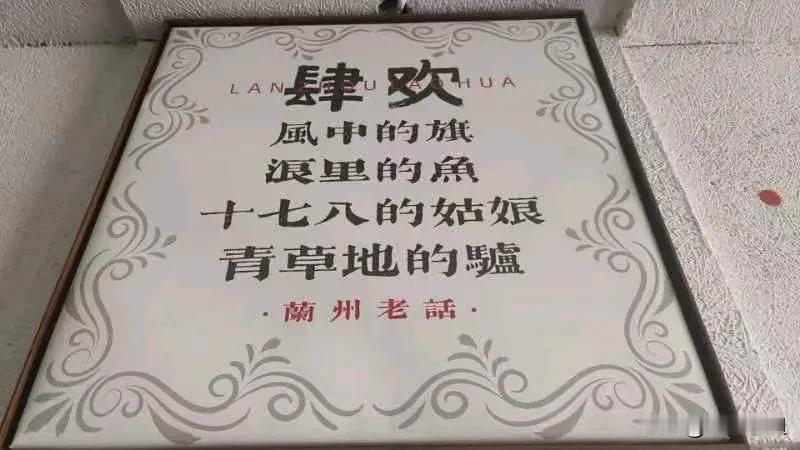 肆欢
LANZHOULAOHUA
風中的旗
浪里的魚
十七八的姑娘
青草地的驢
·蘭州老話·